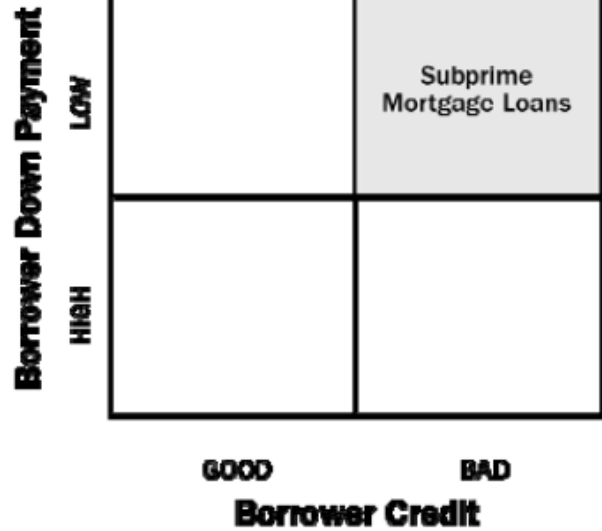 Borrower Down Payment
LOW
HIGH
Subprime
Mortgage Loans
GOOD
BAD
Borrower Credit